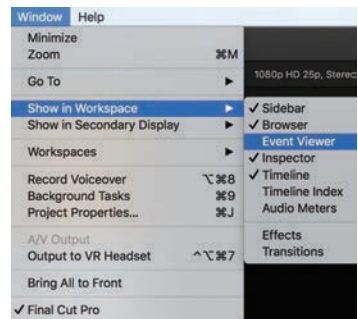 Window Help
Minimize
Zoom ⌘M
Go To ▶
Show in Workspace ▶
Show in Secondary Display ▶
Workspaces ▶
Record Voiceover ⌥⌘8
Background Tasks ⌘9
Project Properties... ⌘J
A/V Output
Output to VR Headset ^⌥⌘7
Bring All to Front
✓ Final Cut Pro
1080p HD 25p,
✓ Sidebar
✓ Browser
Event Viewer
✓ Inspector
✓ Timeline
Timeline Index
Audio Meters
Effects
Transitions